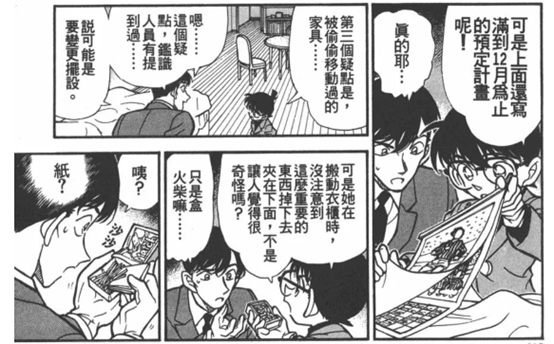 可是上面還寫
滿到12月為止
的預定計畫
呢！
真的耶…
第三個疑點是，
被偷偷移動過的
家具……
嗯……
這個疑
點，鑑識
人員有提
到過……
說可能是
要變更擺設。
可是她在
搬動衣櫃時，
沒注意到
這麼重要的
東西掉下去
夾在下面，不是
讓人覺得很
奇怪嗎？
只是盒
火柴嘛……
咦？
紙？
沙
沙